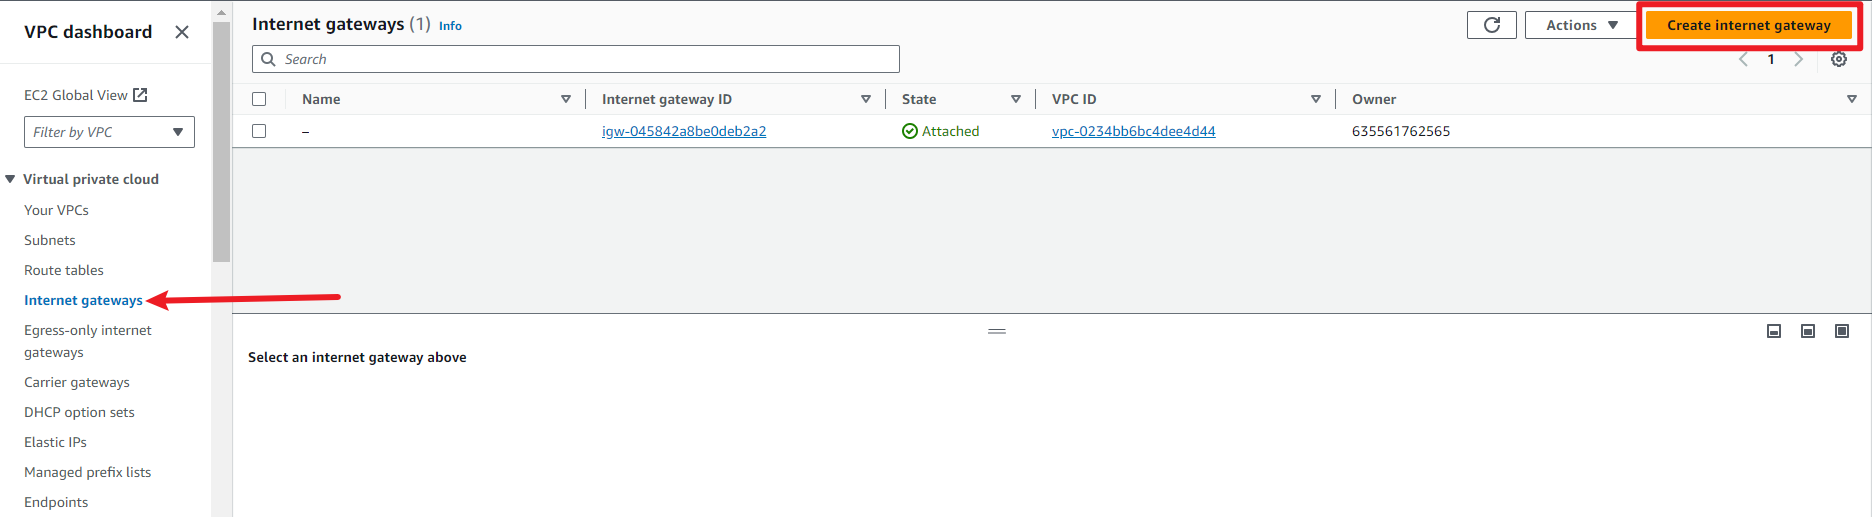 VPC dashboard
EC2 Global View
Filter by VPC
Virtual private cloud
Your VPCs
Subnets
Route tables
Internet gateways
Egress-only internet
gateways
Carrier gateways
DHCP option sets
Elastic IPs
Managed prefix lists
Endpoints
Internet gateways (1) Info
Actions
Create internet gateway
Search
1
Name Internet gateway ID State VPC ID Owner
– igw-045842a8be0deb2a2 Attached vpc-0234bb6bc4dee4d44 635561762565
Select an internet gateway above